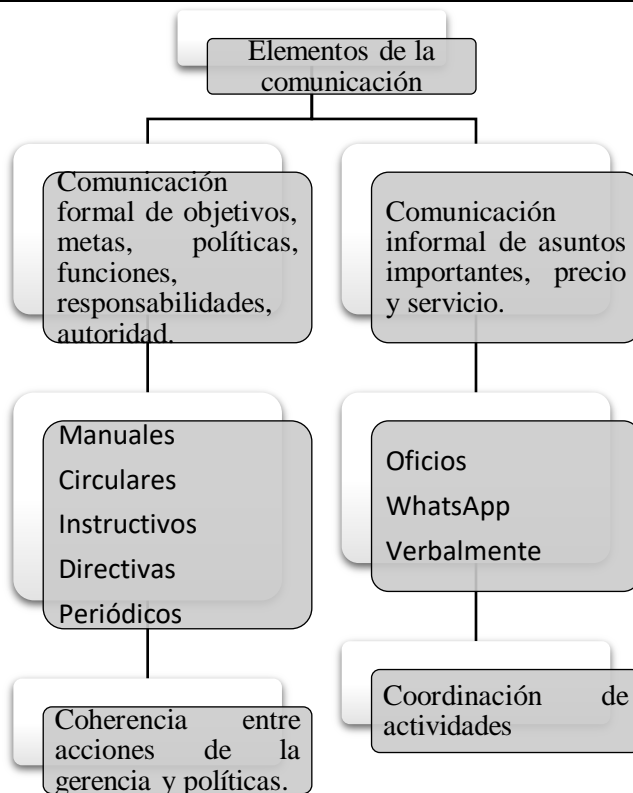 Elementos de la
comunicación
Comunicación
formal de objetivos,
metas, políticas,
funciones,
responsabilidades,
autoridad.
Comunicación
informal de asuntos
importantes, precio
y servicio.
Manuales
Circulares
Instructivos
Directivas
Periódicos
Oficios
WhatsApp
Verbalmente
Coherencia entre
acciones de la
gerencia y políticas.
Coordinación de
actividades